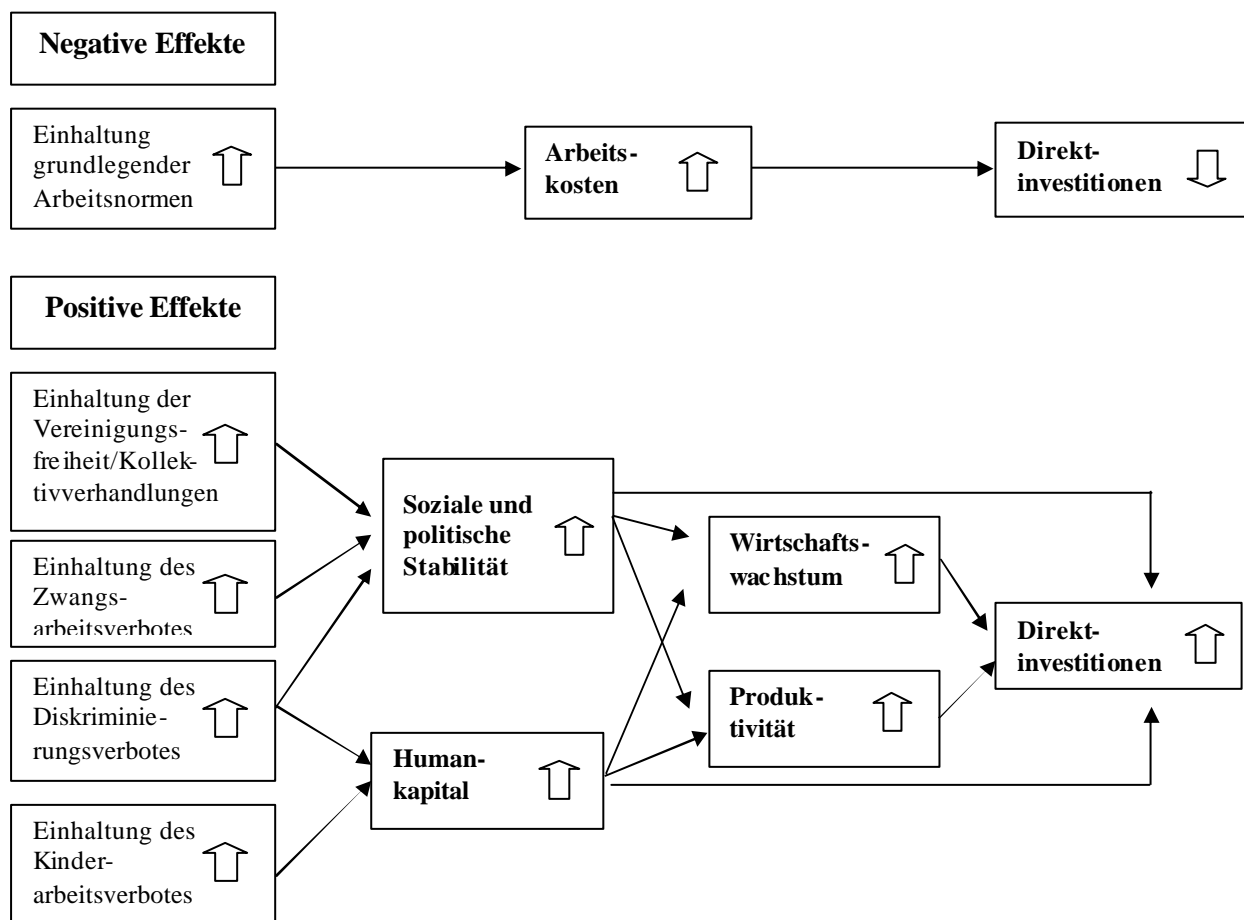 Negative Effekte
Einhaltung
grundlegender
Arbeitsnormen
Arbeits-
kosten
Direkt-
investitionen
Positive Effekte
Einhaltung der
Vereinigungs-
freiheit/Kollek-
tivverhandlungen
Einhaltung des
Zwangs-
arbeitsverbotes
Einhaltung des
Diskriminie-
rungsverbotes
Einhaltung des
Kinder-
arbeitsverbotes
Soziale und
politische
Stabilität
Human-
kapital
Wirtschafts-
wachstum
Produk-
tivität
Direkt-
investitionen